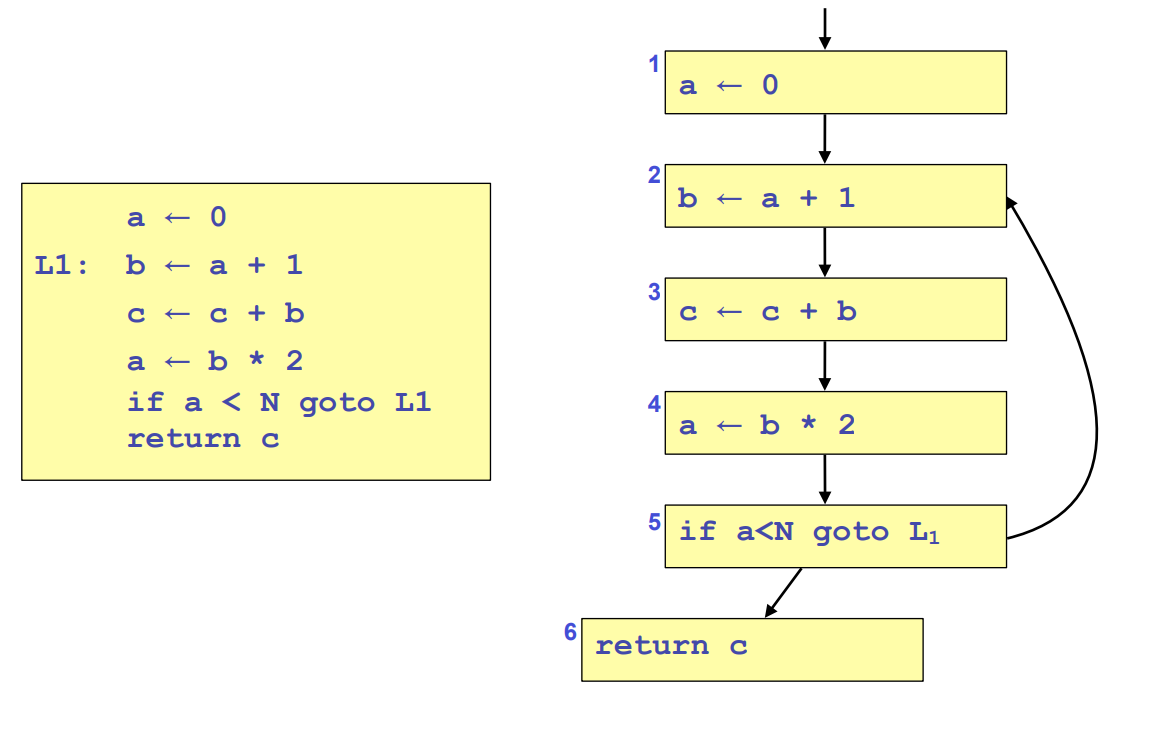 a ← 0
L1: b ← a + 1
c ← c + b
a ← b * 2
if a < N goto L1
return c
1
a ← 0
2
b ← a + 1
3
c ← c + b
4
a ← b * 2
5
if a<N goto L₁
6
return c